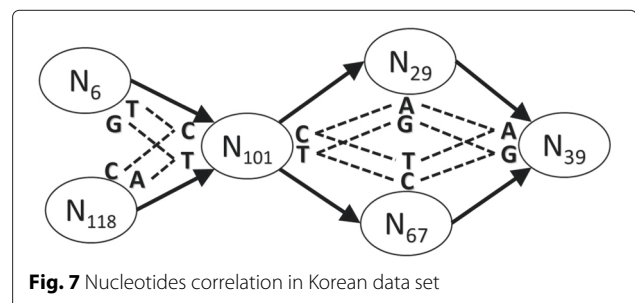 N6
T
G
C
A
N118
C
T
N101
C
T
N29
A
G
T
C
N67
A
G
N39
Fig. 7 Nucleotides correlation in Korean data set